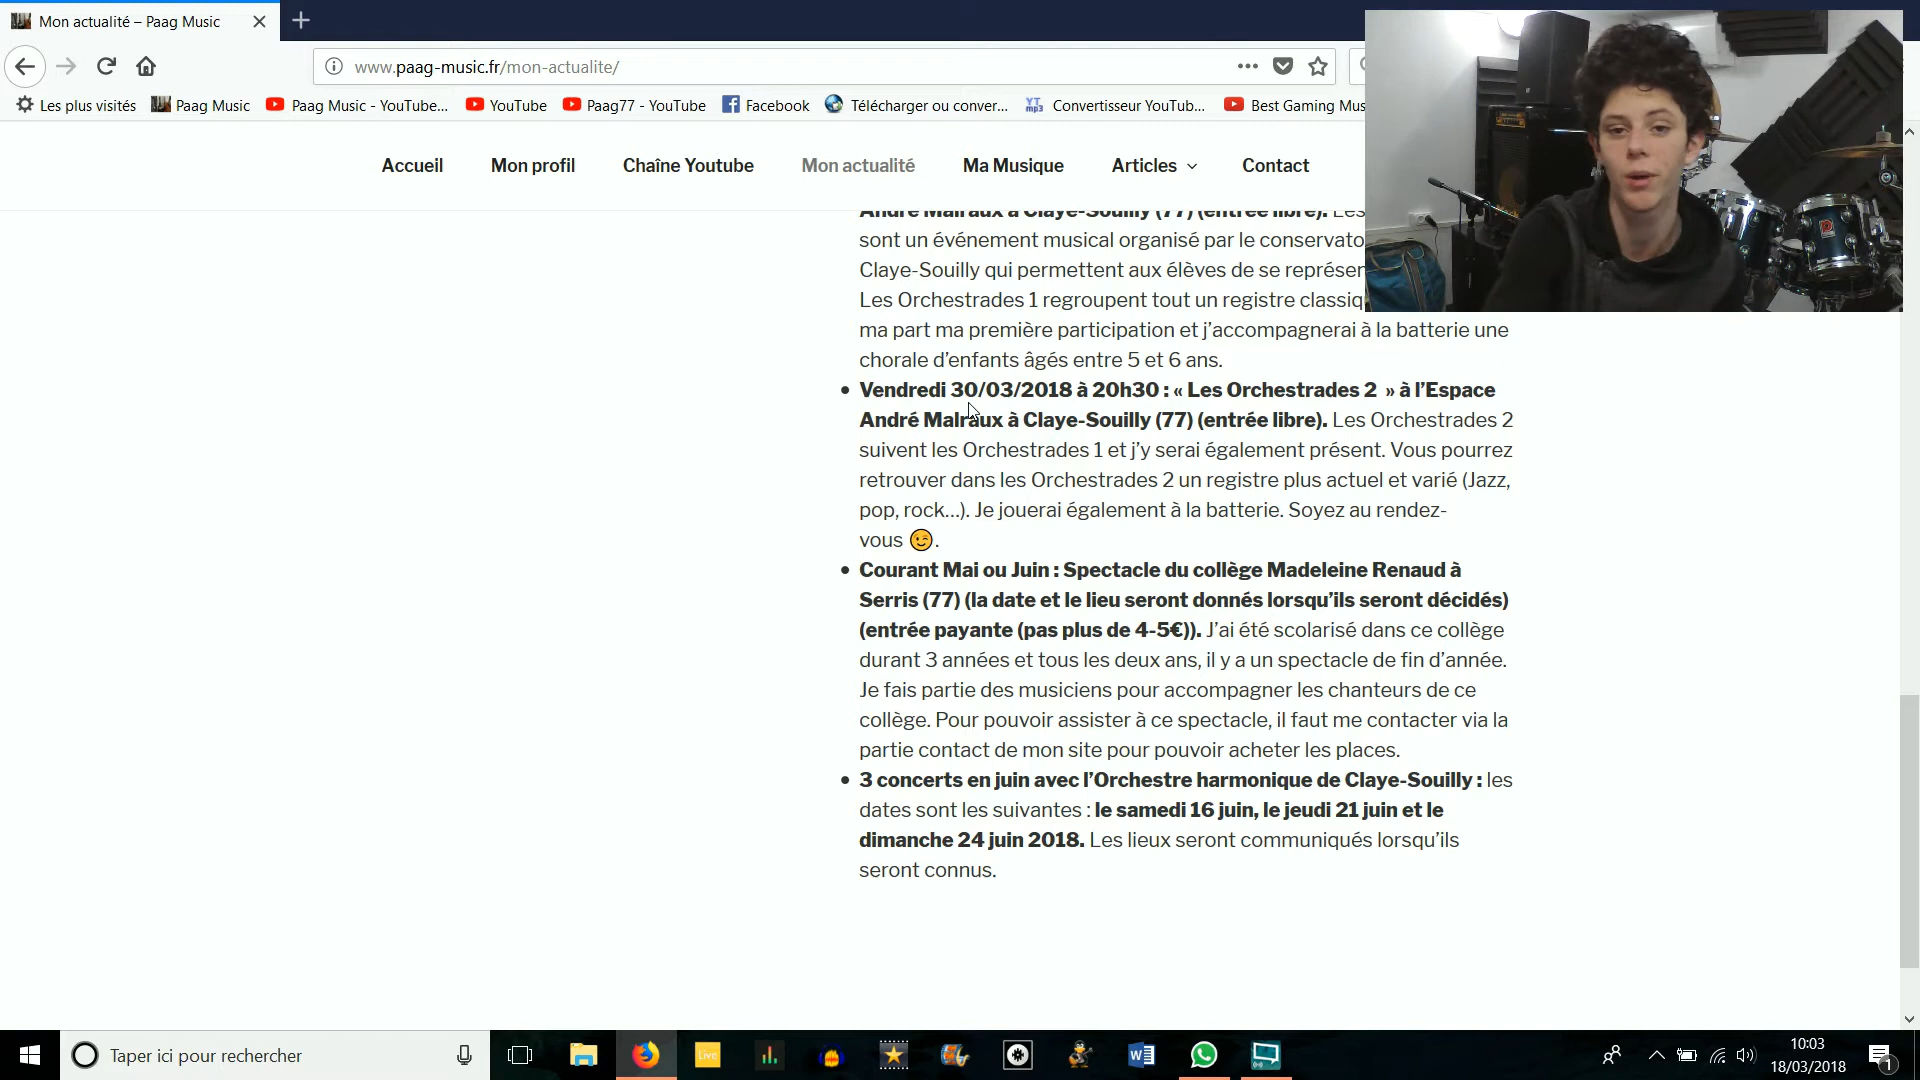 Mon actualité – Paag Music
www.paag-music.fr/mon-actualite/
Les plus visités Paag Music Paag Music - YouTube... YouTube Paag77 - YouTube Facebook Télécharger ou conver... Convertisseur YouTub... Best Gaming Mus
Accueil Mon profil Chaîne Youtube Mon actualité Ma Musique Articles Contact
André Malraux à Claye-Souilly (77) (entrée libre). Les
sont un événement musical organisé par le conservato
Claye-Souilly qui permettent aux élèves de se représen
Les Orchestrades 1 regroupent tout un registre classiq
ma part ma première participation et j’accompagnerai à la batterie une
chorale d’enfants âgés entre 5 et 6 ans.
• Vendredi 30/03/2018 à 20h30 : « Les Orchestrades 2 » à l’Espace
André Malraux à Claye-Souilly (77) (entrée libre). Les Orchestrades 2
suivent les Orchestrades 1 et j’y serai également présent. Vous pourrez
retrouver dans les Orchestrades 2 un registre plus actuel et varié (Jazz,
pop, rock…). Je jouerai également à la batterie. Soyez au rendez-
vous 😉.
• Courant Mai ou Juin : Spectacle du collège Madeleine Renaud à
Serris (77) (la date et le lieu seront donnés lorsqu’ils seront décidés)
(entrée payante (pas plus de 4-5€)). J’ai été scolarisé dans ce collège
durant 3 années et tous les deux ans, il y a un spectacle de fin d’année.
Je fais partie des musiciens pour accompagner les chanteurs de ce
collège. Pour pouvoir assister à ce spectacle, il faut me contacter via la
partie contact de mon site pour pouvoir acheter les places.
• 3 concerts en juin avec l’Orchestre harmonique de Claye-Souilly : les
dates sont les suivantes : le samedi 16 juin, le jeudi 21 juin et le
dimanche 24 juin 2018. Les lieux seront communiqués lorsqu’ils
seront connus.
Taper ici pour rechercher
Live
10:03
18/03/2018
1